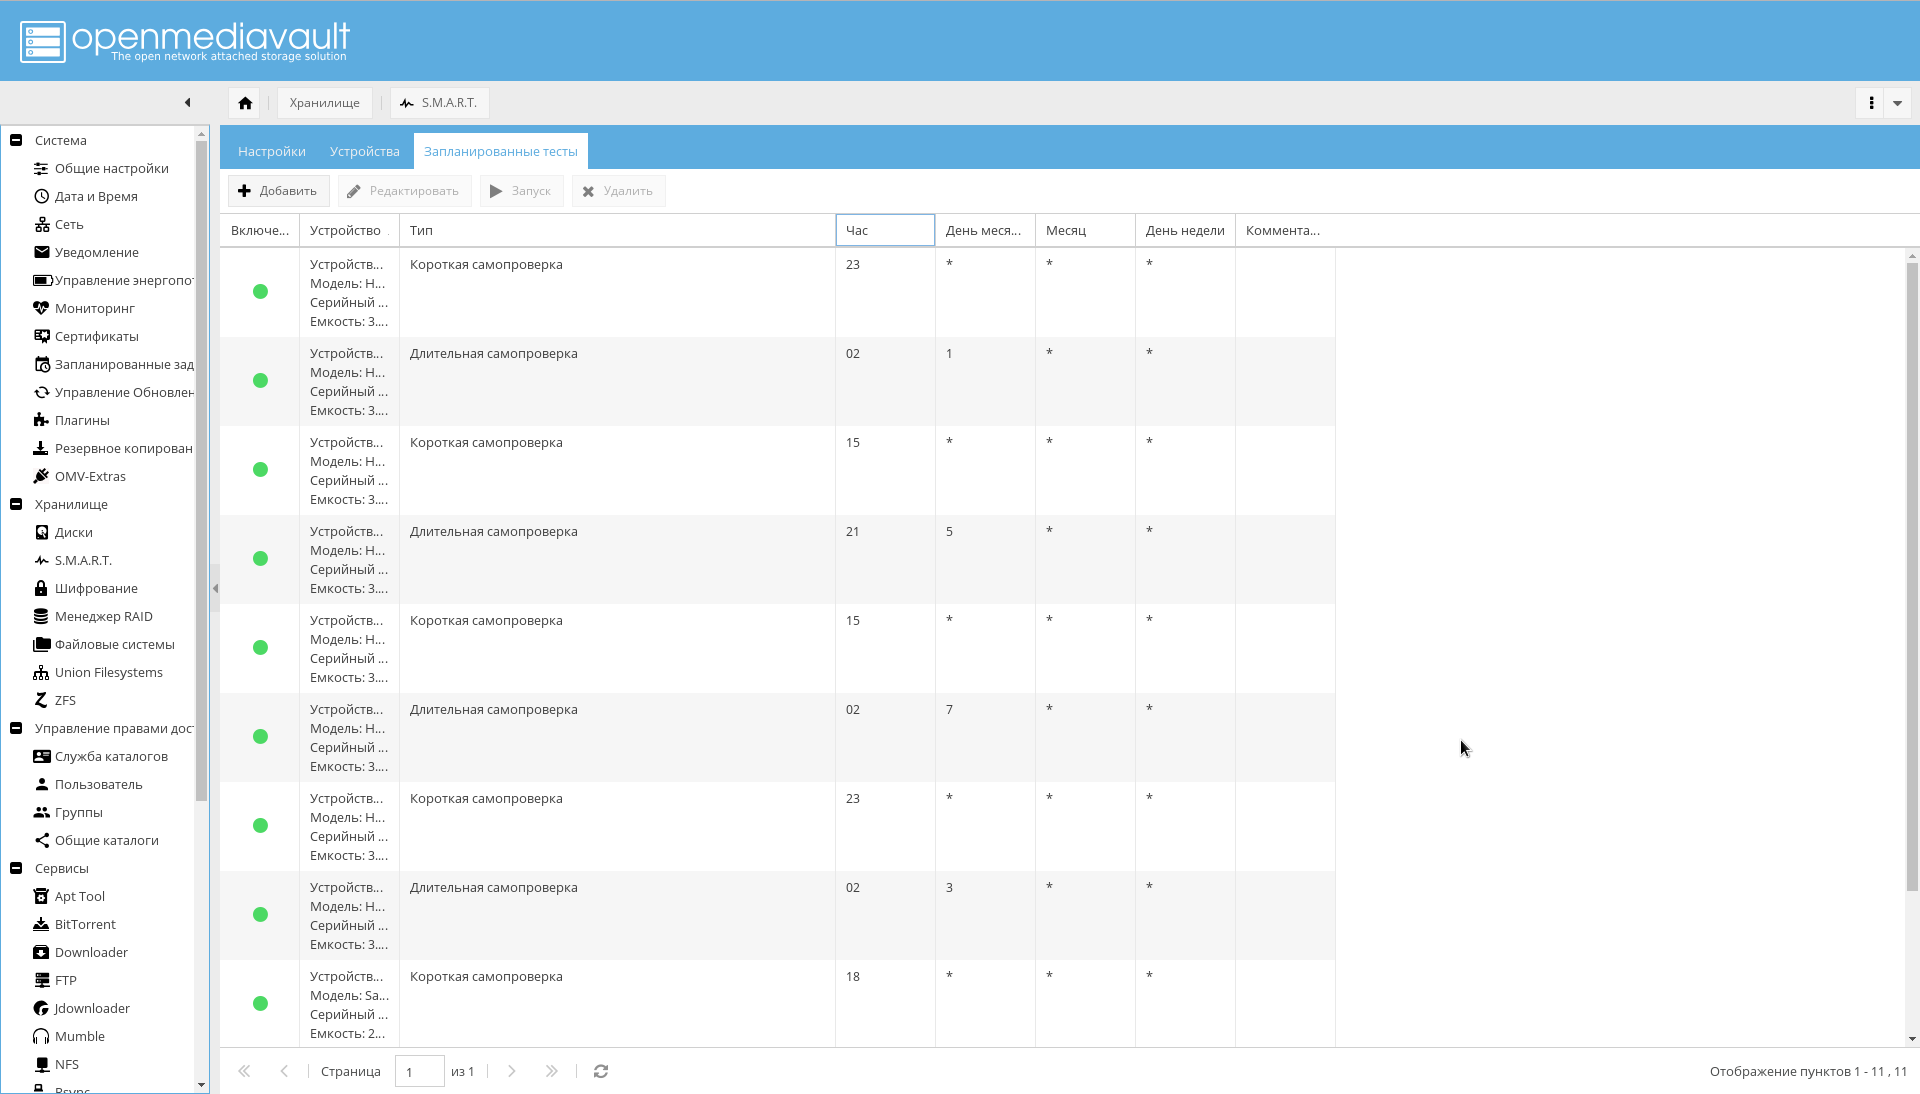 openmediavault
The open network attached storage solution
Хранилище
S.M.A.R.T.
Система
Общие настройки
Дата и Время
Сеть
Уведомление
Управление энергопо
Мониторинг
Сертификаты
Запланированные зад
Управление Обновлен
Плагины
Резервное копирован
OMV-Extras
Хранилище
Диски
S.M.A.R.T.
Шифрование
Менеджер RAID
Файловые системы
Union Filesystems
ZFS
Управление правами дос
Служба каталогов
Пользователь
Группы
Общие каталоги
Сервисы
Apt Tool
BitTorrent
Downloader
FTP
Jdownloader
Mumble
NFS
Rsync
Настройки Устройства Запланированные тесты
Добавить Редактировать Запуск Удалить
Включе... Устройство Тип Час День меся... Месяц День недели Коммента...
Устройств... Короткая самопроверка 23 * * *
Модель: H...
Серийный ...
Емкость: 3....
Устройств... Длительная самопроверка 02 1 * *
Модель: H...
Серийный ...
Емкость: 3....
Устройств... Короткая самопроверка 15 * * *
Модель: H...
Серийный ...
Емкость: 3....
Устройств... Длительная самопроверка 21 5 * *
Модель: H...
Серийный ...
Емкость: 3....
Устройств... Короткая самопроверка 15 * * *
Модель: H...
Серийный ...
Емкость: 3....
Устройств... Длительная самопроверка 02 7 * *
Модель: H...
Серийный ...
Емкость: 3....
Устройств... Короткая самопроверка 23 * * *
Модель: H...
Серийный ...
Емкость: 3....
Устройств... Длительная самопроверка 02 3 * *
Модель: H...
Серийный ...
Емкость: 3....
Устройств... Короткая самопроверка 18 * * *
Модель: Sa...
Серийный ...
Емкость: 2...
Страница 1 из 1
Отображение пунктов 1 - 11 , 11